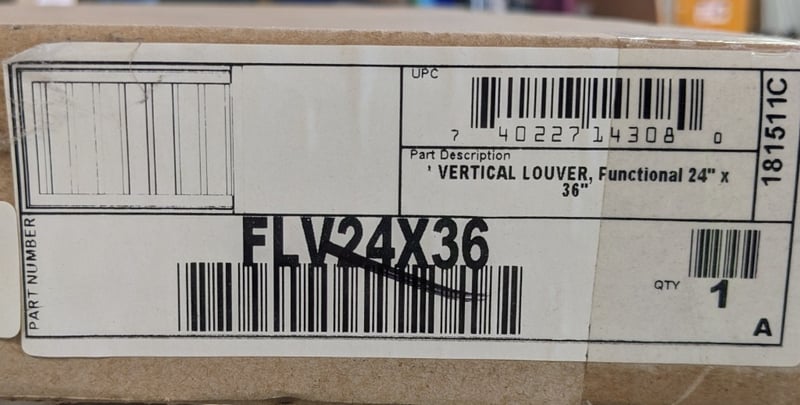 UPC
7 40227 14308 0
Part Description
VERTICAL LOUVER, Functional 24" x
36"
181511C
PART NUMBER
FLV24X36
QTY
1
A